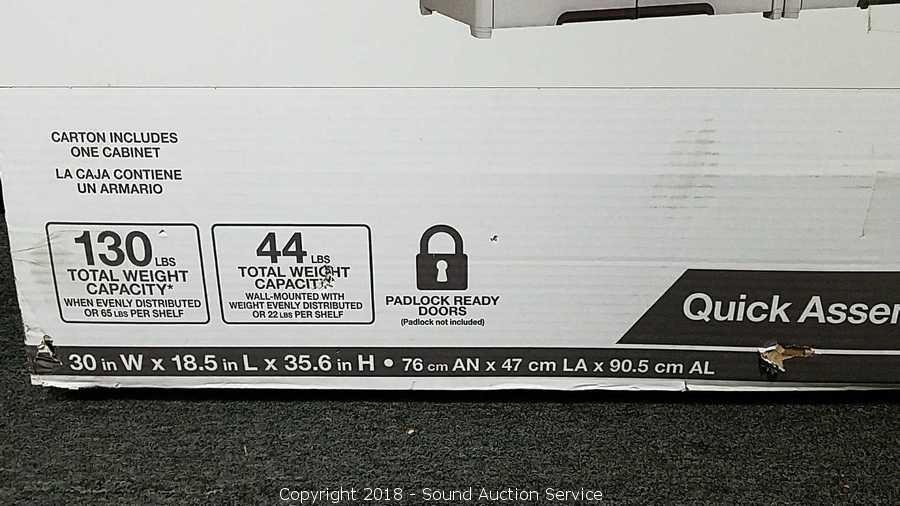 CARTON INCLUDES
ONE CABINET
LA CAJA CONTIENE
UN ARMARIO
130 LBS
TOTAL WEIGHT
CAPACITY*
WHEN EVENLY DISTRIBUTED
OR 65 LBS PER SHELF
44 LBS
TOTAL WEIGHT
CAPACITY*
WALL-MOUNTED WITH
WEIGHT EVENLY DISTRIBUTED
OR 22 LBS PER SHELF
PADLOCK READY
DOORS
(Padlock not included)
Quick Asser
30 in W x 18.5 in L x 35.6 in H • 76 cm AN x 47 cm LA x 90.5 cm AL
Copyright 2018 - Sound Auction Service